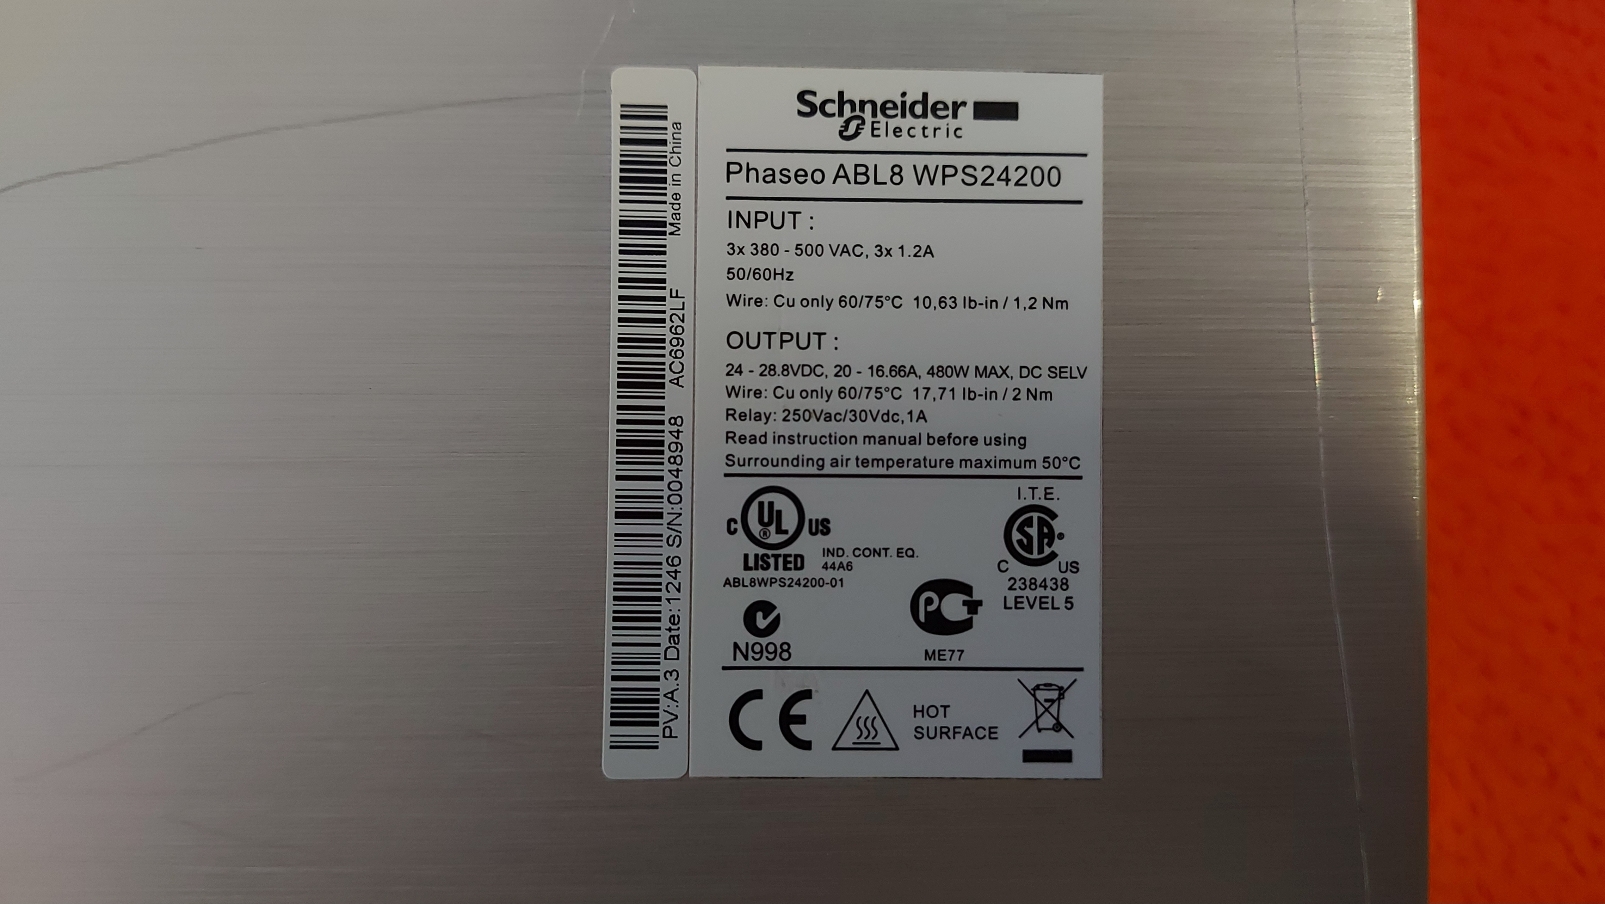 Made in China
AC6962LF
PV:A.3 Date:1246 S/N:0048948
Schneider
Electric
Phaseo ABL8 WPS24200
INPUT :
3x 380 - 500 VAC, 3x 1.2A
50/60Hz
Wire: Cu only 60/75°C 10,63 lb-in / 1,2 Nm
OUTPUT :
24 - 28.8VDC, 20 - 16.66A, 480W MAX, DC SELV
Wire: Cu only 60/75°C 17,71 lb-in / 2 Nm
Relay: 250Vac/30Vdc,1A
Read instruction manual before using
Surrounding air temperature maximum 50°C
C UL ® US
LISTED
IND. CONT. EQ.
44A6
ABL8WPS24200-01
I.T.E.
SA
C US
238438
LEVEL 5
N998
PCT
ME77
CE
HOT
SURFACE